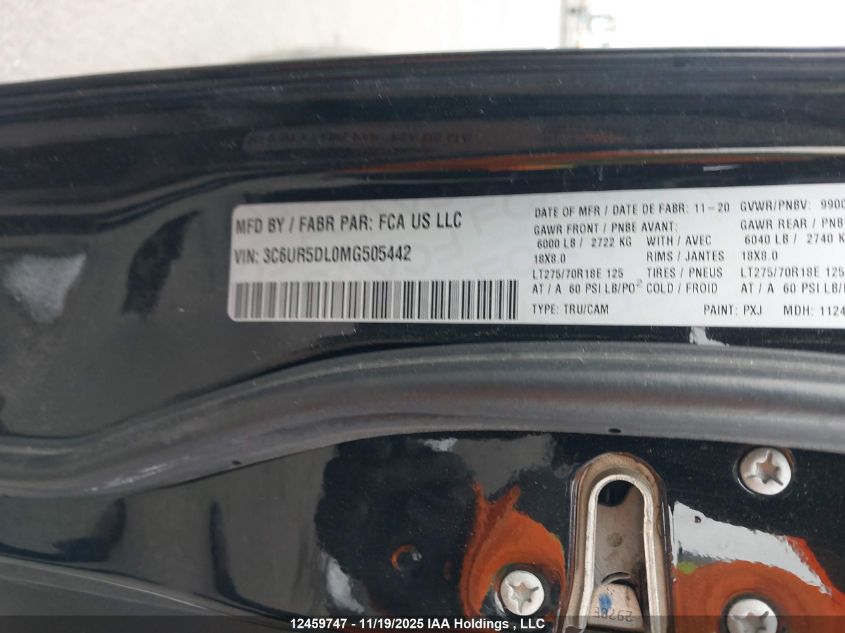 MFD BY / FABR PAR: FCA US LLC
VIN: 3C6UR5DL0MG505442
DATE OF MFR / DATE DE FABR: 11-20 GVWR/PNBV: 9900
GAWR FRONT / PNBE AVANT: GAWR REAR / PNB
6000 LB / 2722 KG WITH / AVEC 6040 LB / 2740 K
18X8.0 RIMS / JANTES 18X8.0
LT275/70R18E 125 TIRES / PNEUS LT275/70R18E 125
AT / A 60 PSI LB/PO² COLD / FROID AT / A 60 PSI LB/P
TYPE: TRU/CAM PAINT: PXJ MDH: 1124
12459747 - 11/19/2025 IAA Holdings , LLC